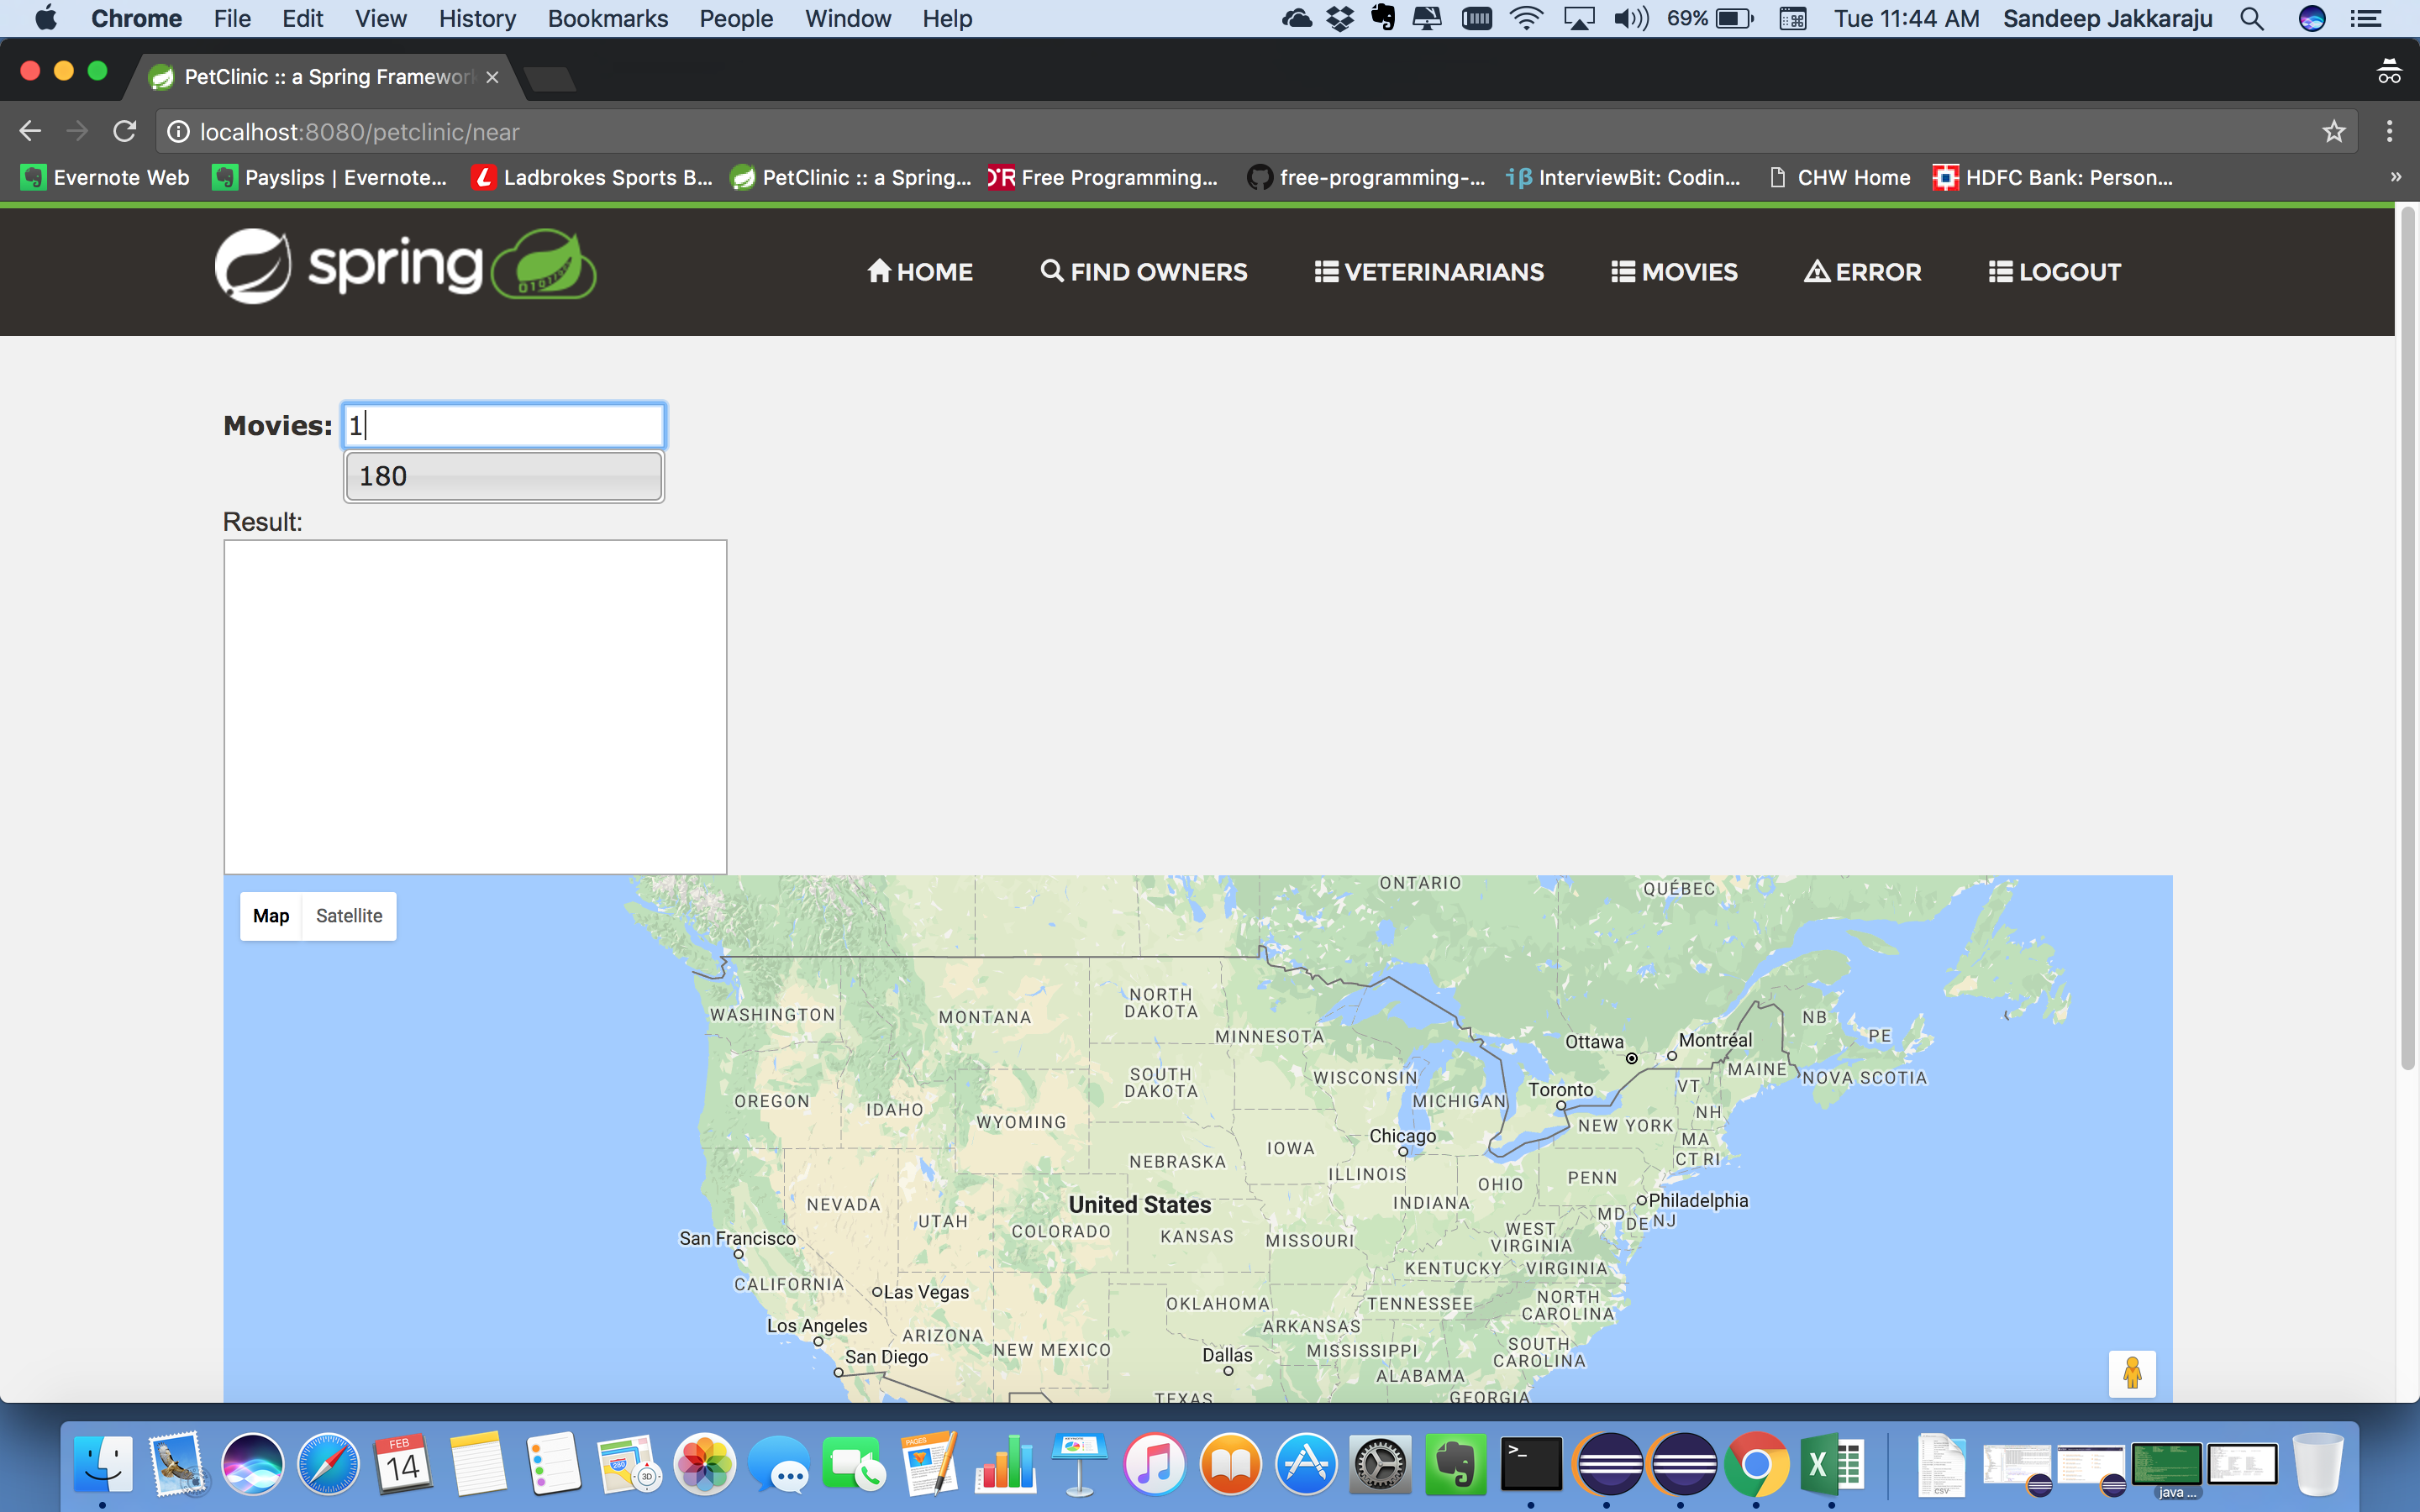 Chrome File Edit View History Bookmarks People Window Help 69% Tue 11:44 AM Sandeep Jakkaraju
PetClinic :: a Spring Framework
localhost:8080/petclinic/near
Evernote Web Payslips | Evernote... Ladbrokes Sports B... PetClinic :: a Spring... Free Programming... free-programming-... InterviewBit: Codin... CHW Home HDFC Bank: Person... »
spring HOME FIND OWNERS VETERINARIANS MOVIES ERROR LOGOUT
Movies: 1
180
Result:
Map Satellite
ONTARIO
QUÉBEC
NORTH
DAKOTA
WASHINGTON
MONTANA
NB
MINNESOTA
PE
Ottawa
Montréal
MAINE
SOUTH
DAKOTA
WISCONSIN
NOVA SCOTIA
VT
Toronto
OREGON
IDAHO
MICHIGAN
NH
WYOMING
NEW YORK
Chicago
MA
IOWA
CT RI
NEBRASKA
ILLINOIS
PENN
OHIO
Philadelphia
NEVADA
United States
INDIANA
MD
DE
NJ
UTAH
COLORADO
KANSAS
MISSOURI
WEST
VIRGINIA
San Francisco
KENTUCKY
VIRGINIA
CALIFORNIA
Las Vegas
NORTH
CAROLINA
OKLAHOMA
TENNESSEE
Los Angeles
ARKANSAS
ARIZONA
NEW MEXICO
MISSISSIPPI
SOUTH
CAROLINA
San Diego
Dallas
ALABAMA
TEXAS
GEORGIA
FEB
14
280
3D
PAGES
>_
X
CSV
java ...